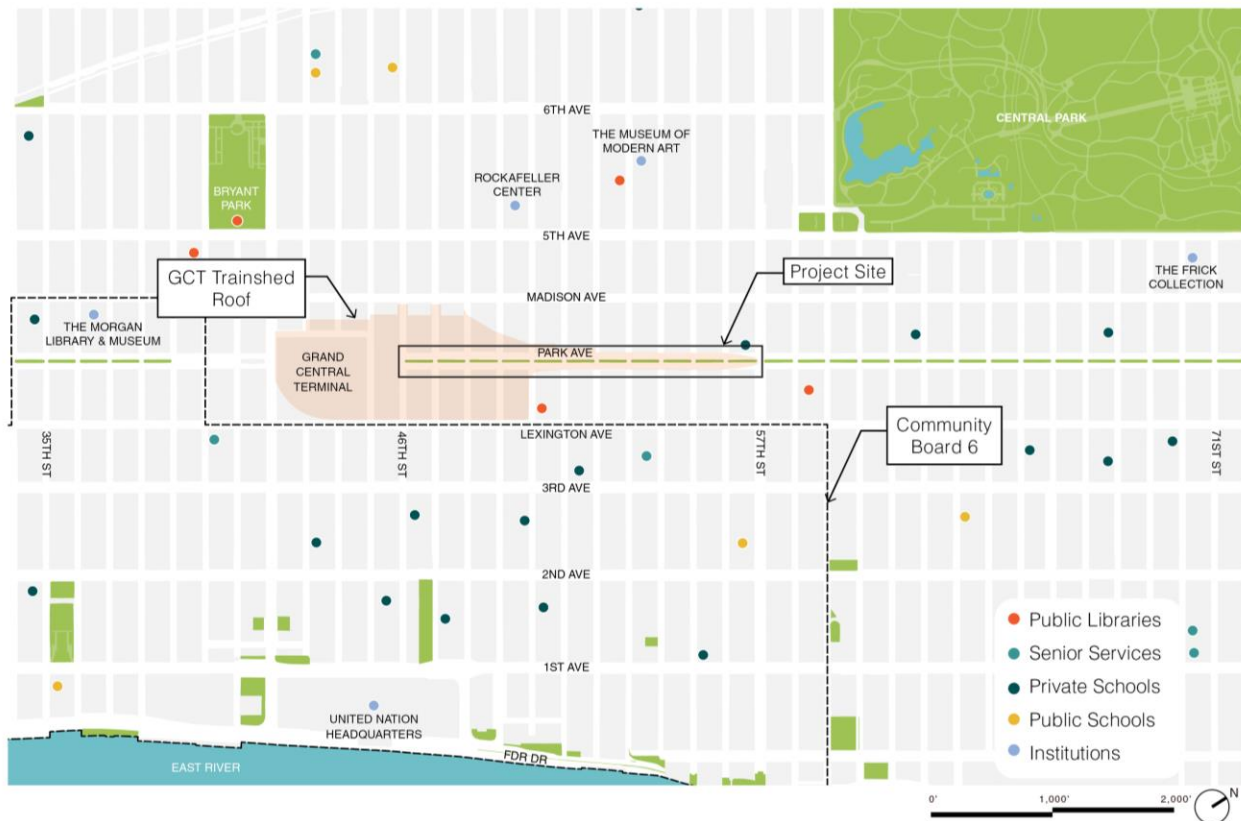 6TH AVE
THE MUSEUM OF
MODERN ART
CENTRAL PARK
ROCKAFELLER
CENTER
BRYANT
PARK
5TH AVE
GCT Trainshed
Roof
Project Site
THE FRICK
COLLECTION
MADISON AVE
THE MORGAN
LIBRARY & MUSEUM
PARK AVE
GRAND
CENTRAL
TERMINAL
LEXINGTON AVE
35TH ST
46TH ST
57TH ST
71ST ST
Community
Board 6
3RD AVE
2ND AVE
1ST AVE
UNITED NATION
HEADQUARTERS
FDR DR
EAST RIVER
Public Libraries
Senior Services
Private Schools
Public Schools
Institutions
0'
1,000'
2,000'
N